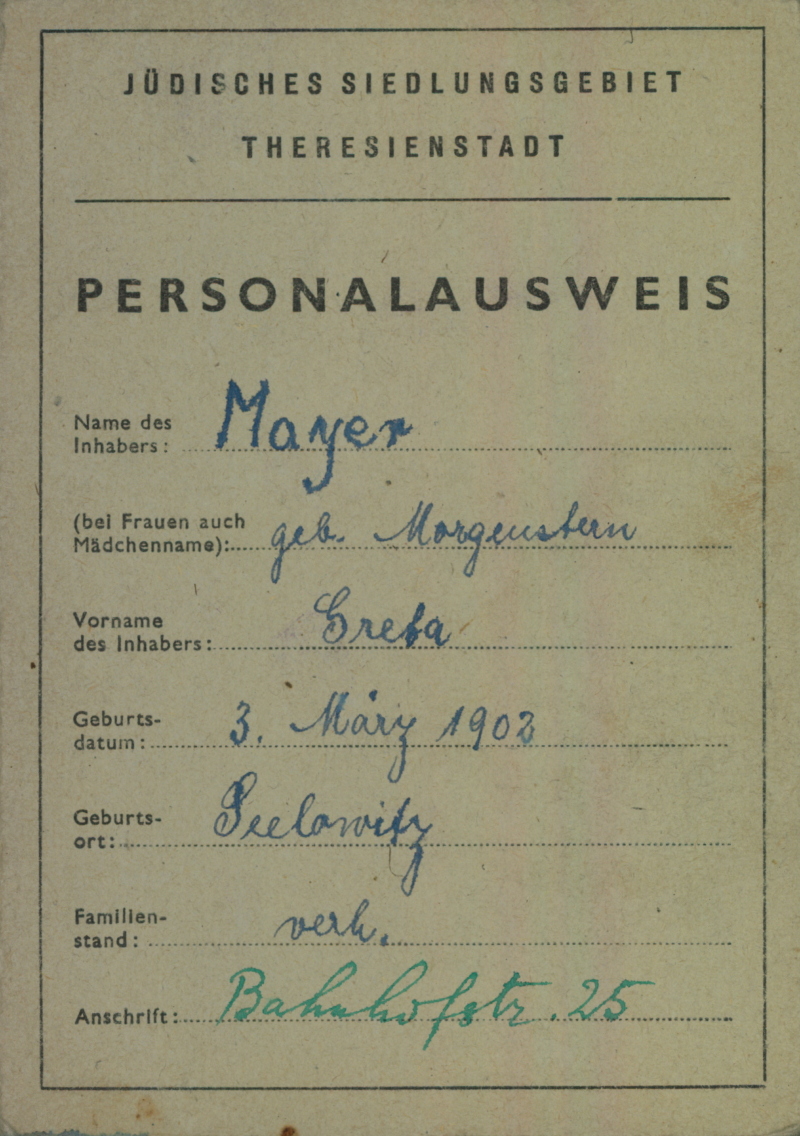 JÜDISCHES SIEDLUNGSGEBIET
THERESIENSTADT
PERSONALAUSWEIS
Name des
Inhabers: Mayer
(bei Frauen auch
Mädchenname): geb. Morgenstern
Vorname
des Inhabers: Greta
Geburts-
datum: 3. März 1902
Geburts-
ort: Seelowitz
Familien-
stand: verh.
Anschrift: Bahnhofstr. 25